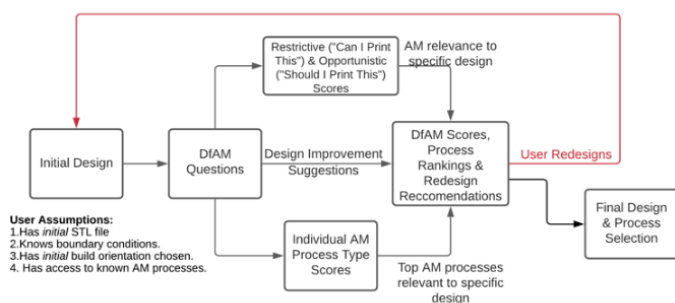 Restrictive ("Can I Print
This") & Opportunistic
("Should I Print This")
Scores
AM relevance to
specific design
Initial Design
DfAM
Questions
Design Improvement
Suggestions
DfAM Scores,
Process
Rankings &
Redesign
Reccomendations
User Redesigns
User Assumptions:
1.Has initial STL file
2.Knows boundary conditions.
3.Has initial build orientation chosen.
4. Has access to known AM processes.
Individual AM
Process Type
Scores
Top AM processes
relevant to specific
design
Final Design
& Process
Selection